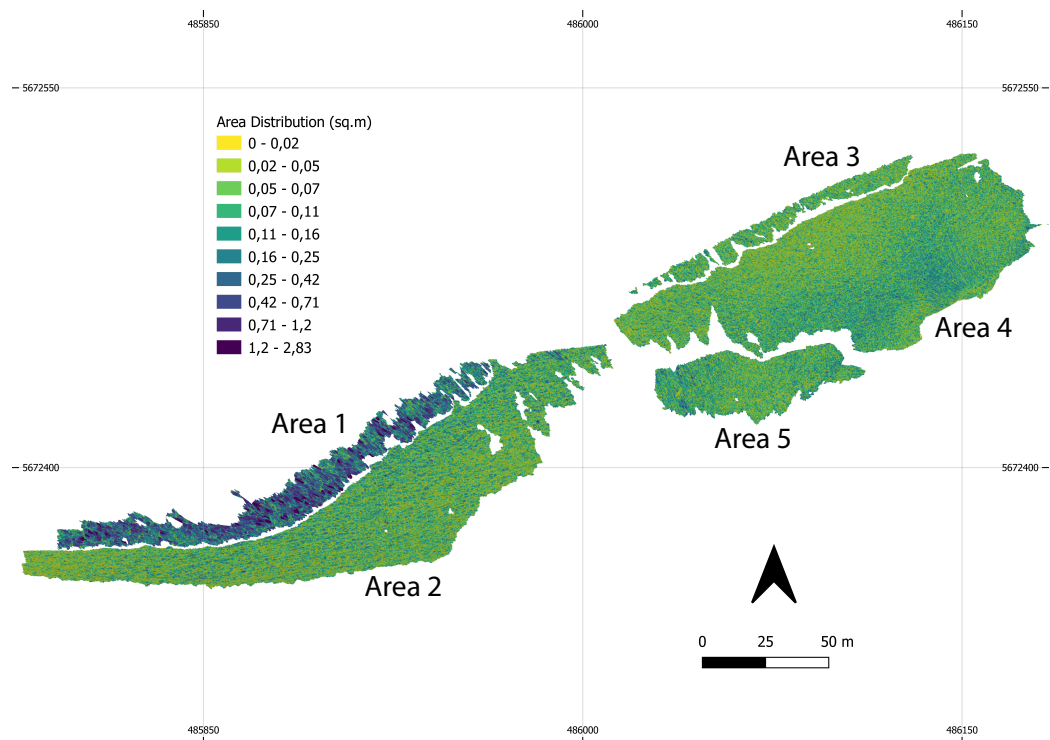 485850 486000 486150
5672550 5672550
Area Distribution (sq.m)
0 - 0,02
0,02 - 0,05
0,05 - 0,07
0,07 - 0,11
0,11 - 0,16
0,16 - 0,25
0,25 - 0,42
0,42 - 0,71
0,71 - 1,2
1,2 - 2,83
Area 3
Area 4
Area 1
Area 5
5672400 5672400
Area 2
0 25 50 m
485850 486000 486150